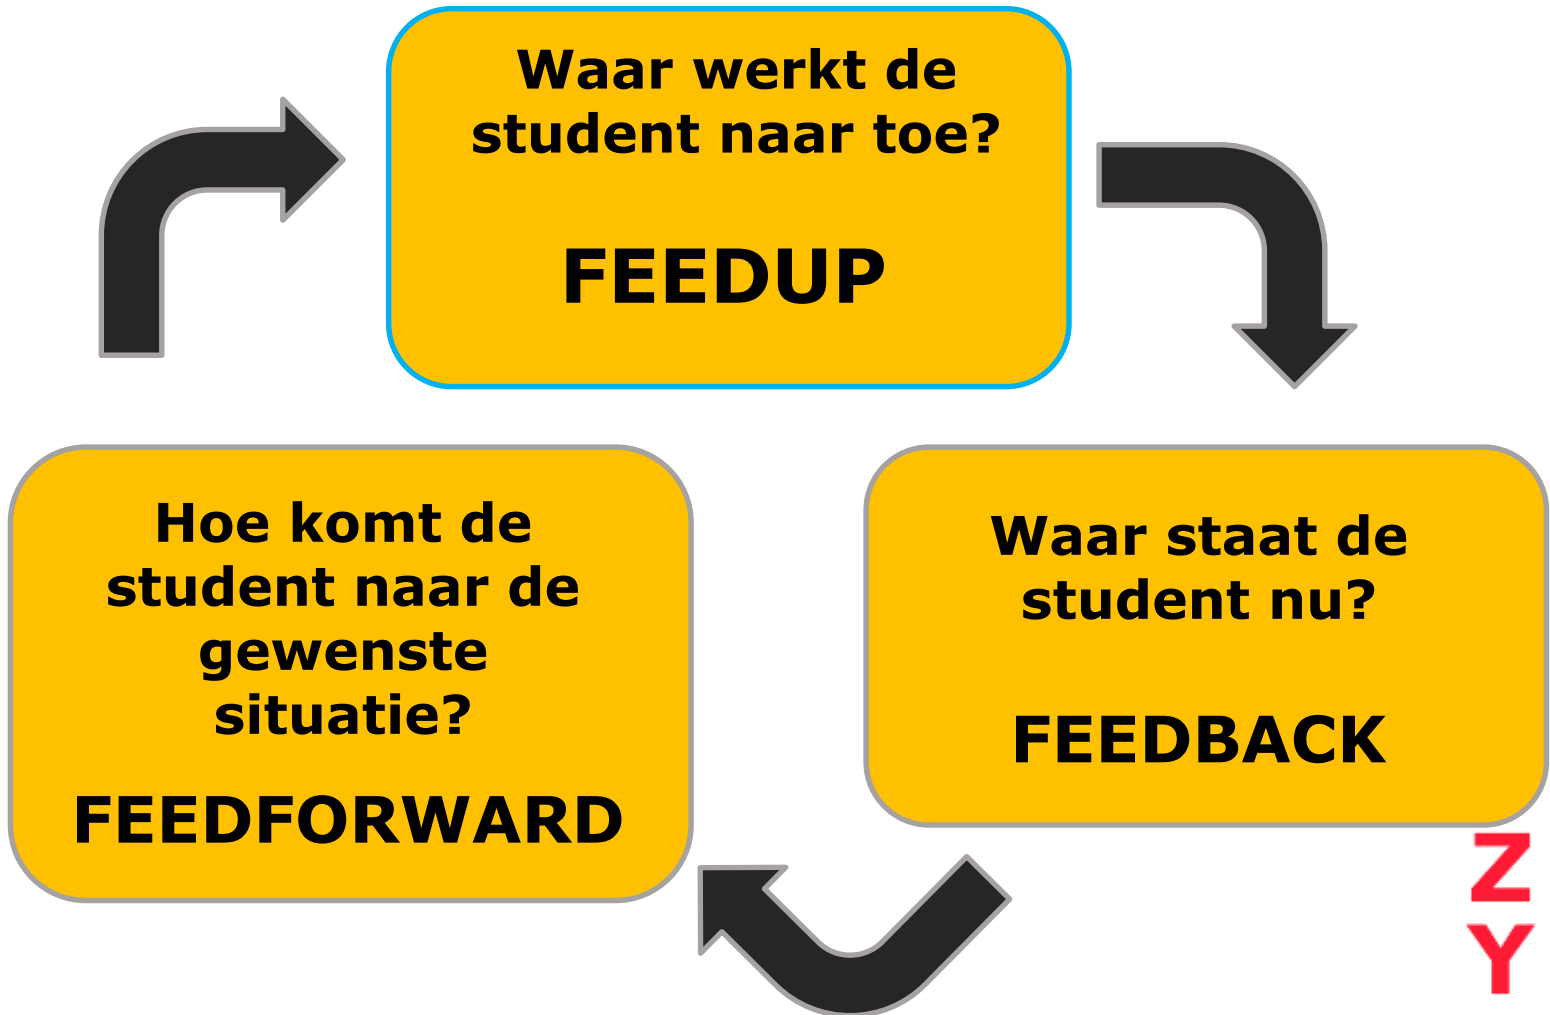 Waar werkt de
student naar toe?
FEEDUP
Waar staat de
student nu?
FEEDBACK
Hoe komt de
student naar de
gewenste
situatie?
FEEDFORWARD
Z
Y